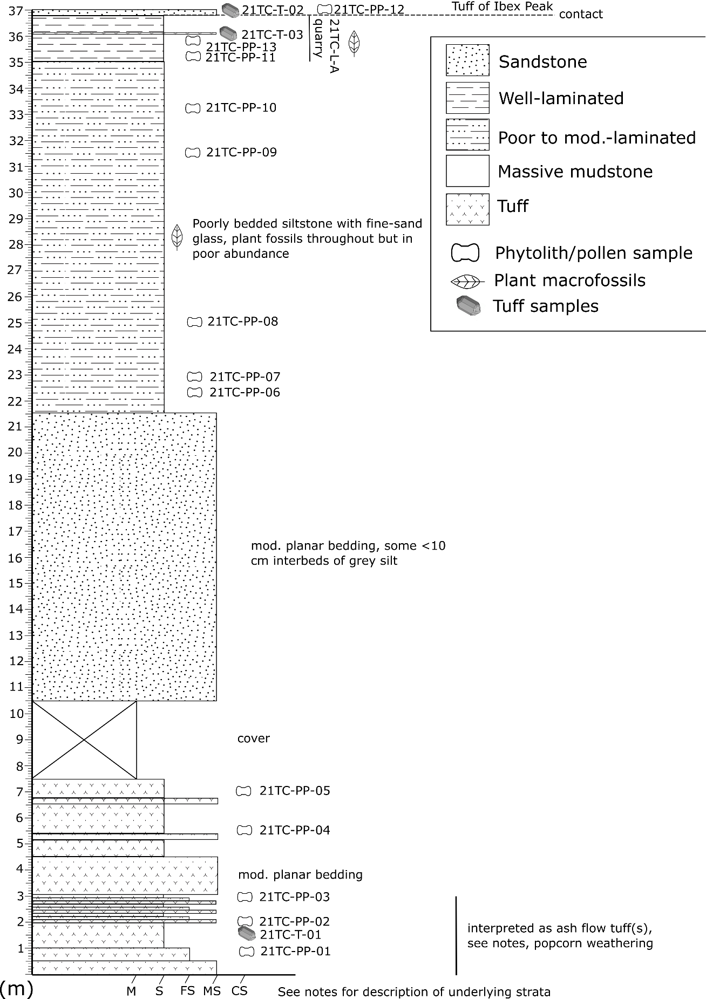 37
21TC-T-02
21TC-PP-12
Tuff of Ibex Peak
contact
36
21TC-T-03
quarry
21TC-L-A
21TC-PP-13
21TC-PP-11
35
34
21TC-PP-10
33
32
21TC-PP-09
31
30
29
Poorly bedded siltstone with fine-sand
glass, plant fossils throughout but in
poor abundance
28
27
26
25
21TC-PP-08
24
23
21TC-PP-07
21TC-PP-06
22
21
20
19
18
17
mod. planar bedding, some <10
cm interbeds of grey silt
16
15
14
13
12
11
10
9
cover
8
7
21TC-PP-05
6
21TC-PP-04
5
4
mod. planar bedding
3
21TC-PP-03
2
21TC-PP-02
21TC-T-01
1
21TC-PP-01
interpreted as ash flow tuff(s),
see notes, popcorn weathering
(m)
M S FS MS CS
See notes for description of underlying strata
Sandstone
Well-laminated
Poor to mod.-laminated
Massive mudstone
Tuff
Phytolith/pollen sample
Plant macrofossils
Tuff samples